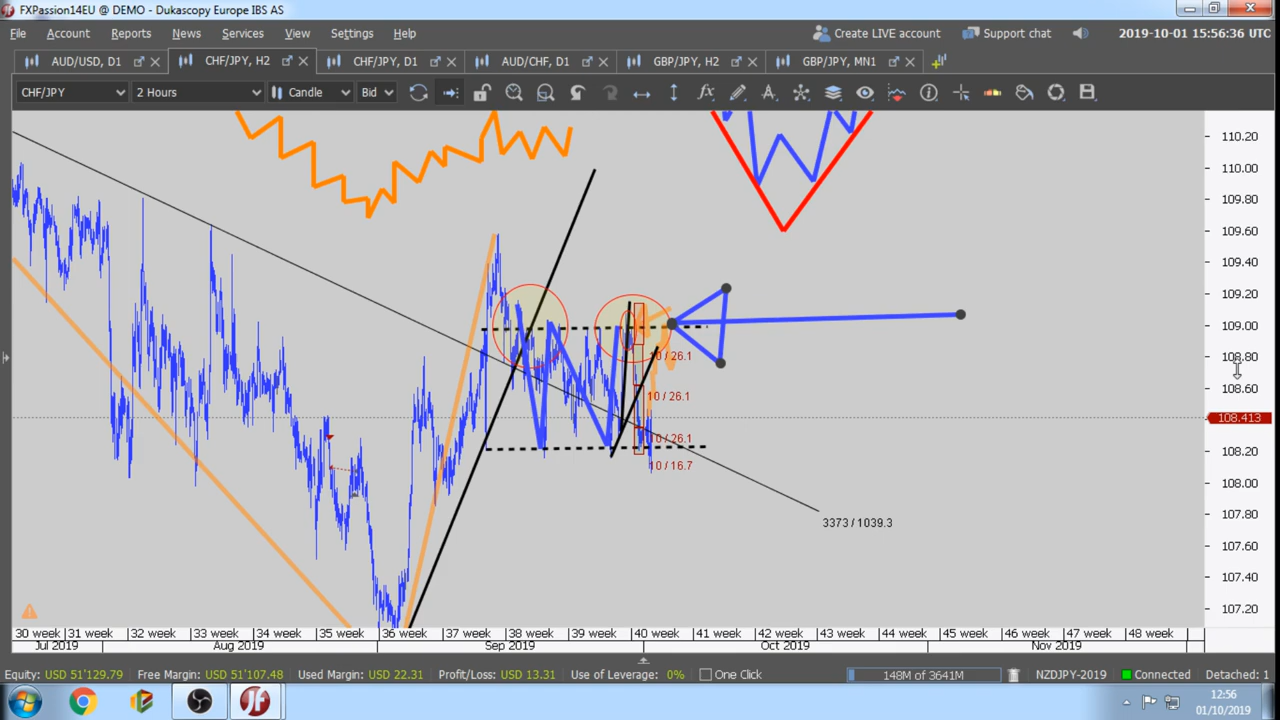 FXPassion14EU @ DEMO - Dukascopy Europe IBS AS
File Account Reports News Services View Settings Help Create LIVE account Support chat 2019-10-01 15:56:36 UTC
AUD/USD, D1 CHF/JPY, H2 CHF/JPY, D1 AUD/CHF, D1 GBP/JPY, H2 GBP/JPY, MN1
CHF/JPY 2 Hours Candle Bid
110.20
110.00
109.80
109.60
109.40
109.20
109.00
108.80
10 / 26.1
108.60
10 / 26.1
108.413
10 / 26.1
108.20
10 / 16.7
108.00
107.80
3373 / 1039.3
107.60
107.40
107.20
30 week 31 week 32 week 33 week 34 week 35 week 36 week 37 week 38 week 39 week 40 week 41 week 42 week 43 week 44 week 45 week 46 week 47 week 48 week
Jul 2019 Aug 2019 Sep 2019 Oct 2019 Nov 2019
Equity: USD 51'129.79 Free Margin: USD 51'107.48 Used Margin: USD 22.31 Profit/Loss: USD 13.31 Use of Leverage: 0% One Click 148M of 3641M NZDJPY-2019 Connected Detached: 1
12:56
01/10/2019